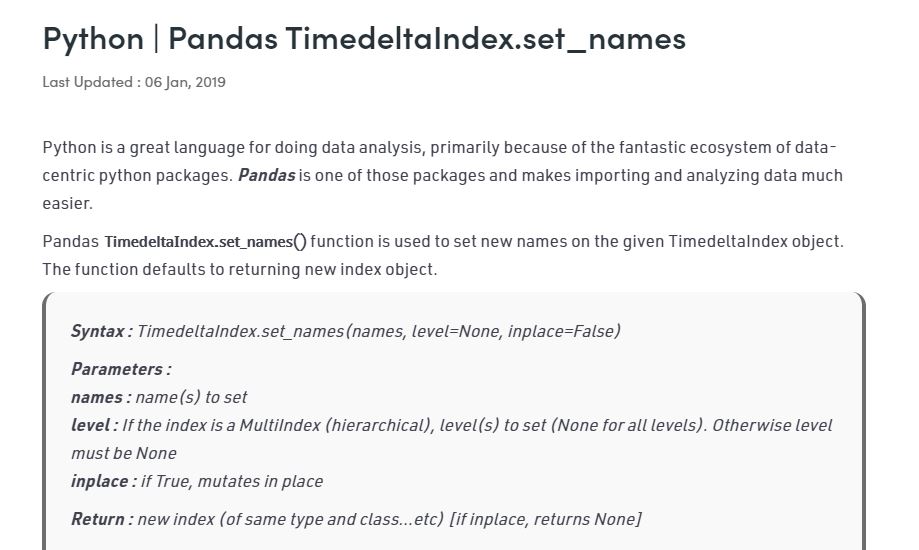 Python | Pandas TimedeltaIndex.set_names
Last Updated : 06 Jan, 2019
Python is a great language for doing data analysis, primarily because of the fantastic ecosystem of data-
centric python packages. Pandas is one of those packages and makes importing and analyzing data much
easier.
Pandas TimedeltaIndex.set_names() function is used to set new names on the given TimedeltaIndex object.
The function defaults to returning new index object.
Syntax : TimedeltaIndex.set_names(names, level=None, inplace=False)
Parameters :
names : name(s) to set
level : If the index is a MultiIndex (hierarchical), level(s) to set (None for all levels). Otherwise level
must be None
inplace : if True, mutates in place
Return : new index (of same type and class…etc) [if inplace, returns None]